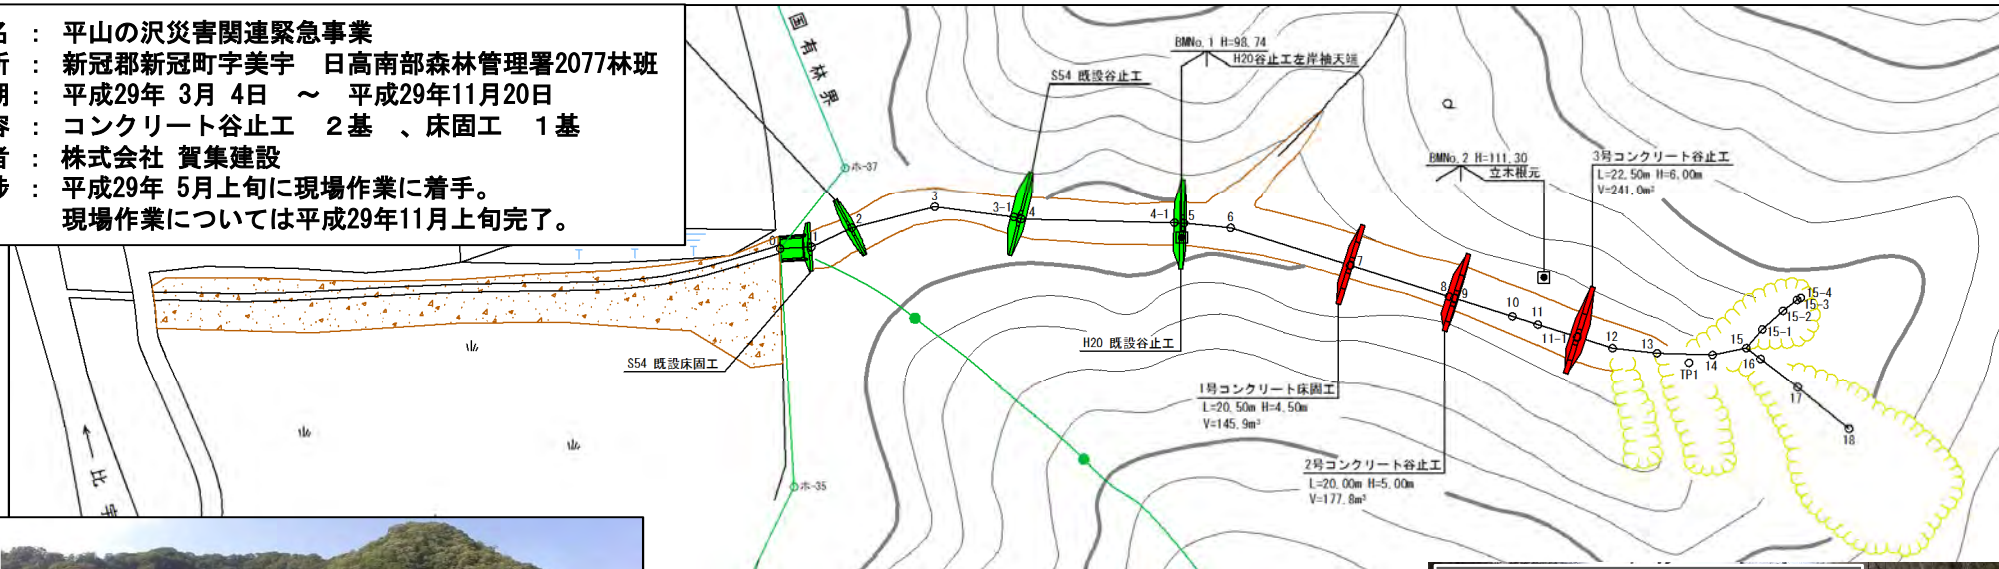 名 : 平山の沢災害関連緊急事業
所 : 新冠郡新冠町字美宇 日高南部森林管理署2077林班
期 : 平成29年 3月 4日 ～ 平成29年11月20日
容 : コンクリート谷止工 2基 、床固工 1基
者 : 株式会社 賀集建設
捗 : 平成29年 5月上旬に現場作業に着手。
現場作業については平成29年11月上旬完了。
国有林界
ホ-37
BMNo.1 H=98.74
H20谷止工左岸袖天端
S54 既設谷止工
BMNo.2 H=111.30
立木根元
3号コンクリート谷止工
L=22.50m H=6.00m
V=241.0m³
0
1
2
3
3-1
4
4-1
5
6
7
8
9
10
11
11-1
12
13
TP1
14
15
15-1
15-2
15-3
15-4
16
17
18
S54 既設床固工
H20 既設谷止工
1号コンクリート床固工
L=20.50m H=4.50m
V=145.9m³
2号コンクリート谷止工
L=20.00m H=5.00m
V=177.8m³
ホ-35
←比宇